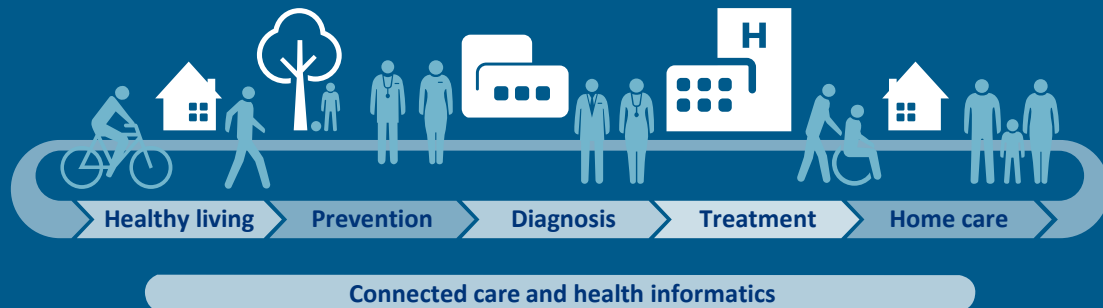 H
Healthy living
Prevention
Diagnosis
Treatment
Home care
Connected care and health informatics